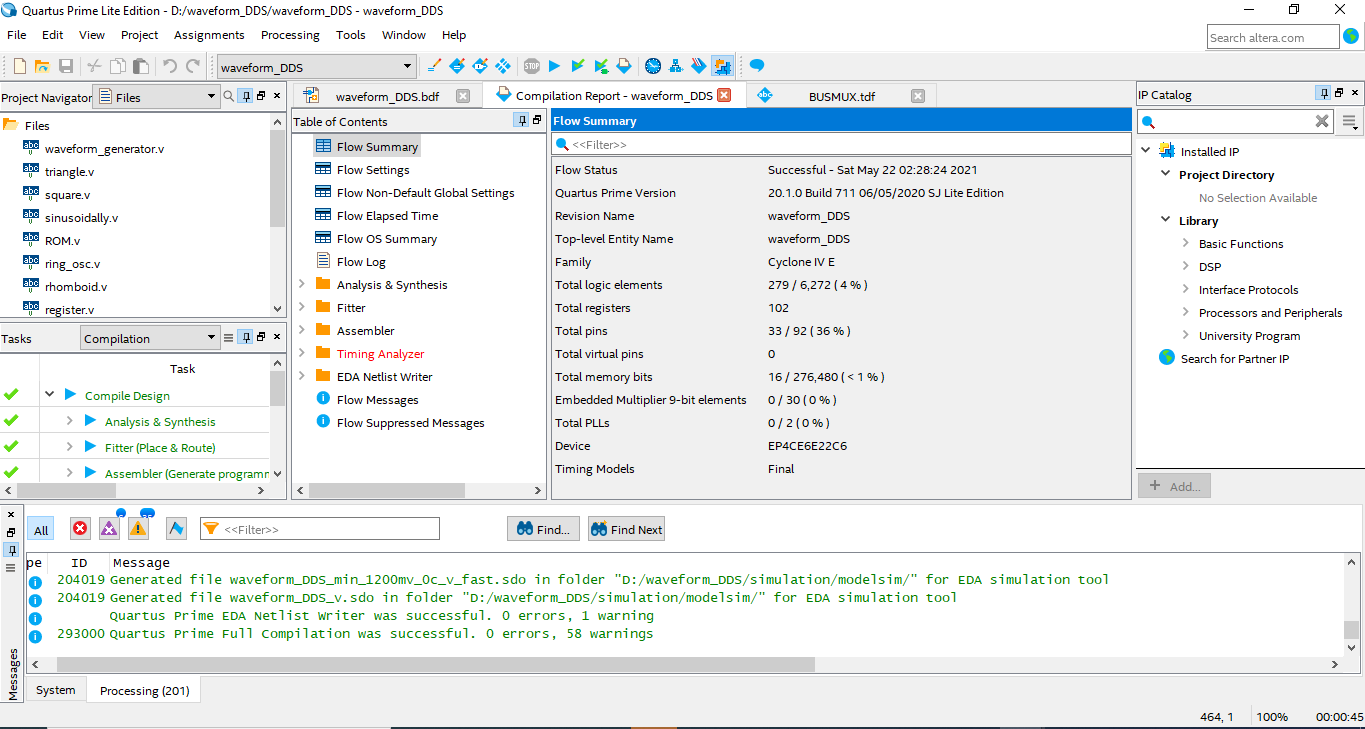 Quartus Prime Lite Edition - D:/waveform_DDS/waveform_DDS - waveform_DDS
File Edit View Project Assignments Processing Tools Window Help
Search altera.com
waveform_DDS
Project Navigator Files
Files
waveform_generator.v
triangle.v
square.v
sinusoidally.v
ROM.v
ring_osc.v
rhomboid.v
register.v
Tasks Compilation
Task
Compile Design
Analysis & Synthesis
Fitter (Place & Route)
Assembler (Generate programm
waveform_DDS.bdf Compilation Report - waveform_DDS BUSMUX.tdf
Table of Contents
Flow Summary
Flow Settings
Flow Non-Default Global Settings
Flow Elapsed Time
Flow OS Summary
Flow Log
Analysis & Synthesis
Fitter
Assembler
Timing Analyzer
EDA Netlist Writer
Flow Messages
Flow Suppressed Messages
Flow Summary
<<Filter>>
Flow Status Successful - Sat May 22 02:28:24 2021
Quartus Prime Version 20.1.0 Build 711 06/05/2020 SJ Lite Edition
Revision Name waveform_DDS
Top-level Entity Name waveform_DDS
Family Cyclone IV E
Total logic elements 279 / 6,272 ( 4 % )
Total registers 102
Total pins 33 / 92 ( 36 % )
Total virtual pins 0
Total memory bits 16 / 276,480 ( < 1 % )
Embedded Multiplier 9-bit elements 0 / 30 ( 0 % )
Total PLLs 0 / 2 ( 0 % )
Device EP4CE6E22C6
Timing Models Final
IP Catalog
Installed IP
Project Directory
No Selection Available
Library
Basic Functions
DSP
Interface Protocols
Processors and Peripherals
University Program
Search for Partner IP
+ Add...
All <<Filter>> Find... Find Next
pe ID Message
204019 Generated file waveform_DDS_min_1200mv_0c_v_fast.sdo in folder "D:/waveform_DDS/simulation/modelsim/" for EDA simulation tool
204019 Generated file waveform_DDS_v.sdo in folder "D:/waveform_DDS/simulation/modelsim/" for EDA simulation tool
Quartus Prime EDA Netlist Writer was successful. 0 errors, 1 warning
293000 Quartus Prime Full Compilation was successful. 0 errors, 58 warnings
Messages
System Processing (201)
464, 1 100% 00:00:45